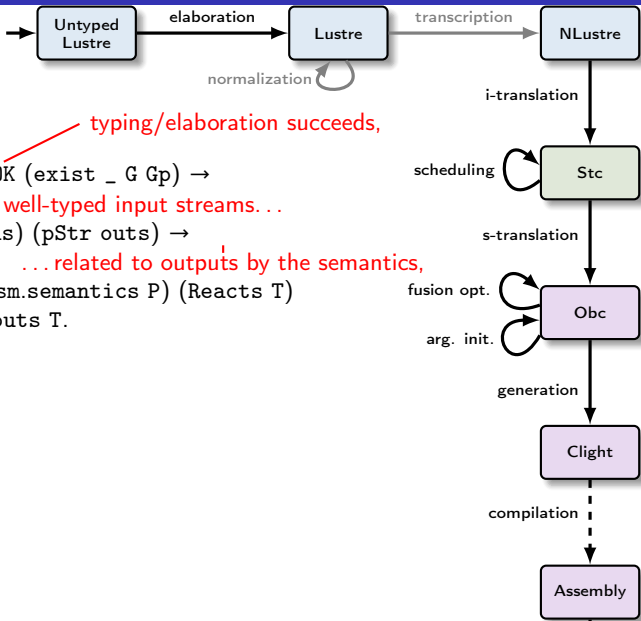 Untyped
Lustre
elaboration
Lustre
transcription
NLustre
normalization
i-translation
typing/elaboration succeeds,
(exist _ G Gp) →
scheduling
Stc
well-typed input streams...
(pStr outs) →
s-translation
...related to outputs by the semantics,
fusion opt.
sm.semantics P) (Reacts T)
Obc
outs T.
arg. init.
generation
Clight
compilation
Assembly